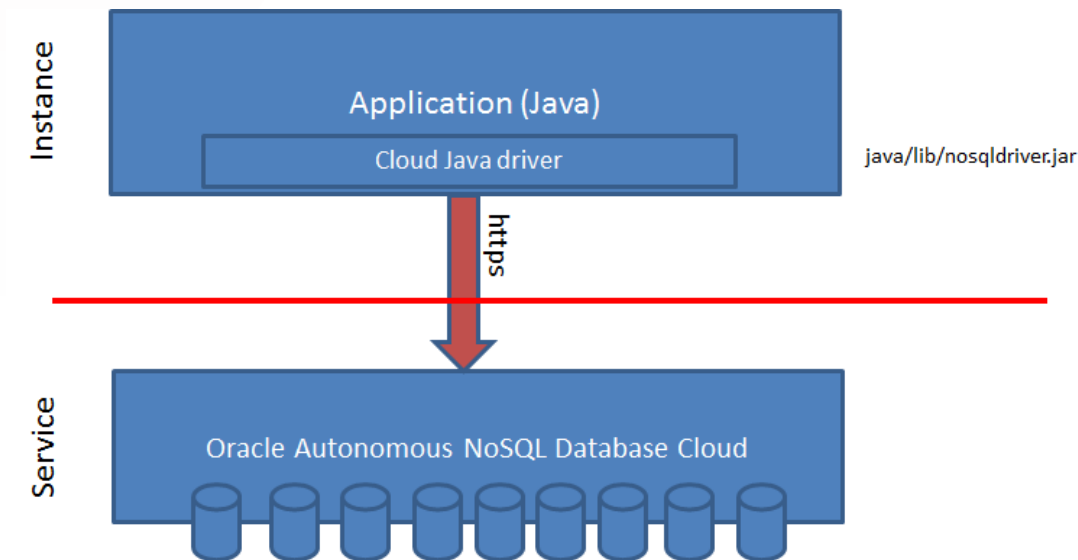 Instance
Application (Java)
Cloud Java driver
java/lib/nosqldriver.jar
https
Service
Oracle Autonomous NoSQL Database Cloud